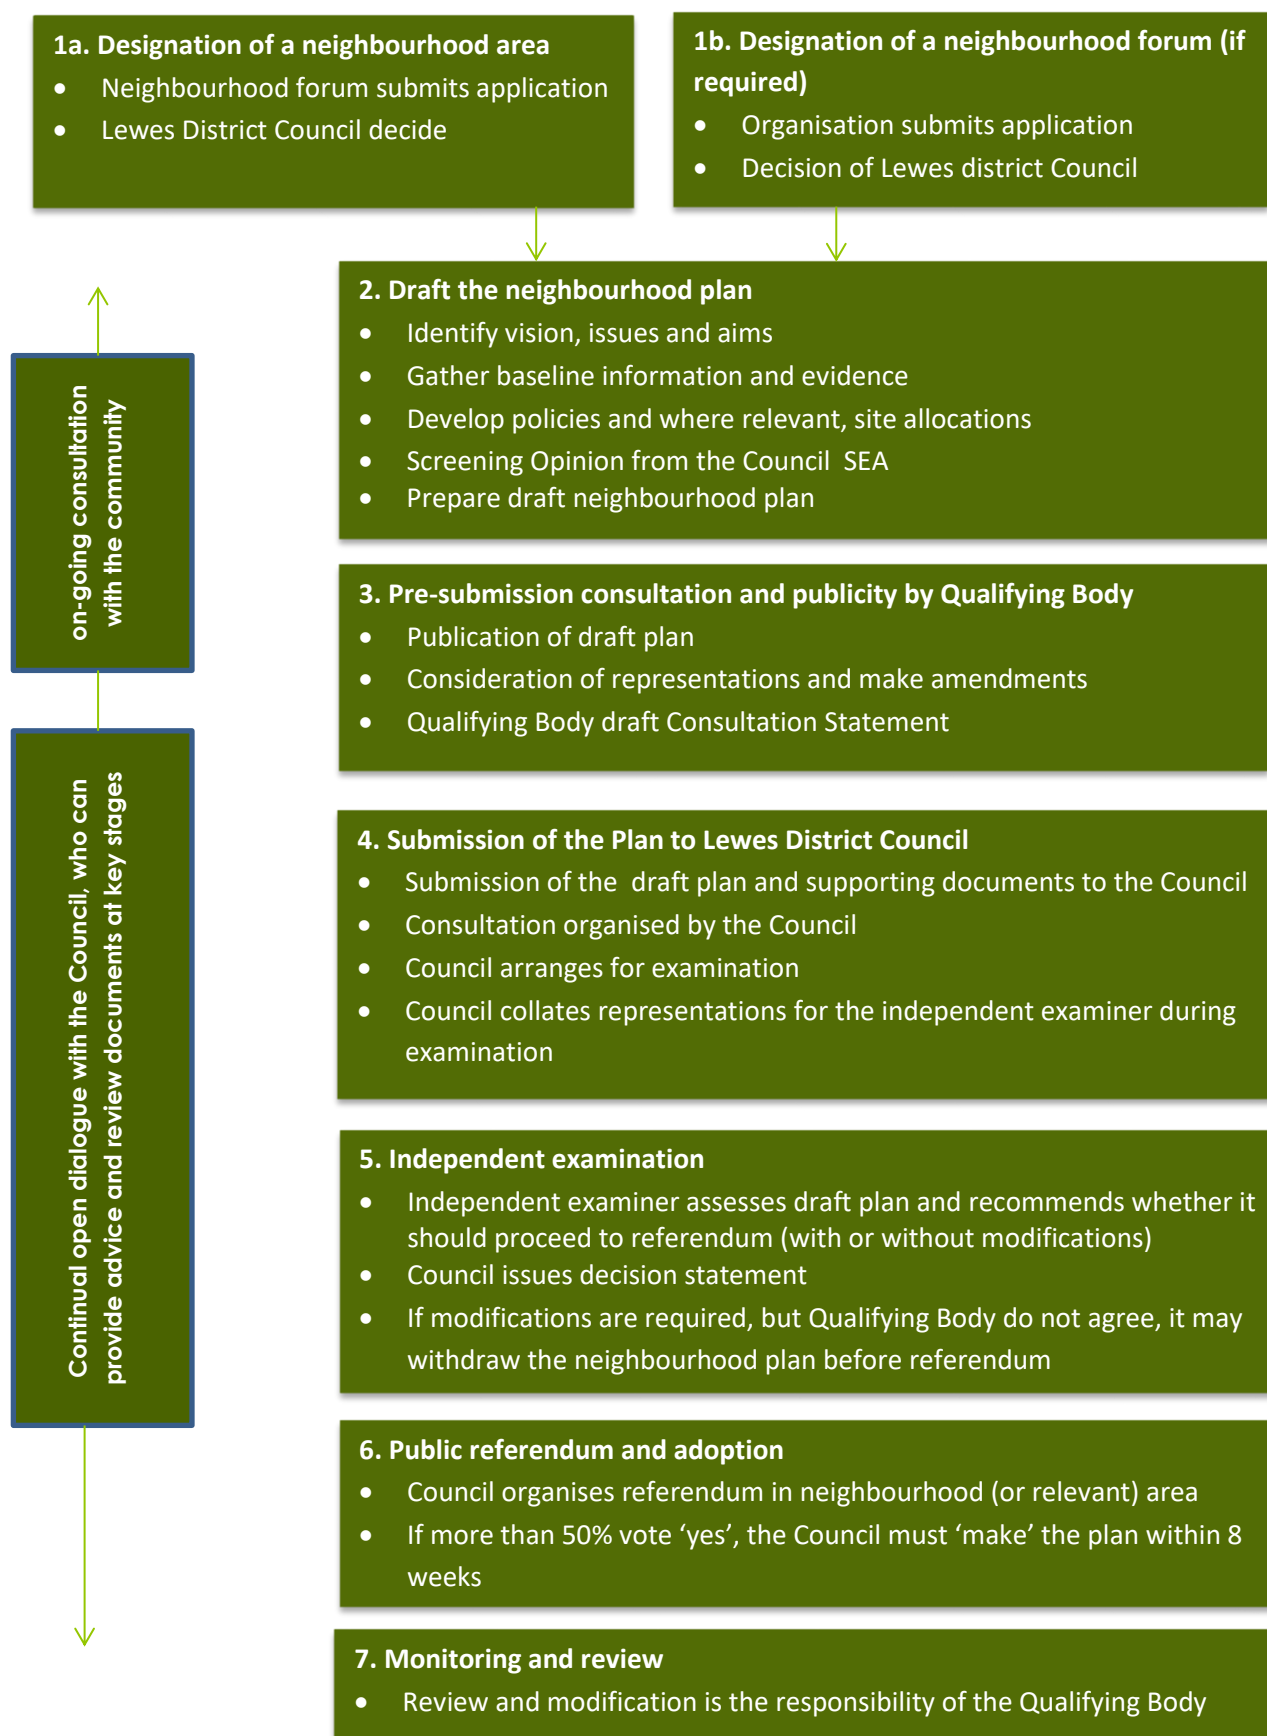 1a. Designation of a neighbourhood area
• Neighbourhood forum submits application
• Lewes District Council decide
1b. Designation of a neighbourhood forum (if
required)
• Organisation submits application
• Decision of Lewes district Council
2. Draft the neighbourhood plan
• Identify vision, issues and aims
• Gather baseline information and evidence
• Develop policies and where relevant, site allocations
• Screening Opinion from the Council  SEA
• Prepare draft neighbourhood plan
on-going consultation
with the community
3. Pre-submission consultation and publicity by Qualifying Body
• Publication of draft plan
• Consideration of representations and make amendments
• Qualifying Body draft Consultation Statement
Continual open dialogue with the Council, who can
provide advice and review documents at key stages
4. Submission of the Plan to Lewes District Council
• Submission of the  draft plan and supporting documents to the Council
• Consultation organised by the Council
• Council arranges for examination
• Council collates representations for the independent examiner during
examination
5. Independent examination
• Independent examiner assesses draft plan and recommends whether it
should proceed to referendum (with or without modifications)
• Council issues decision statement
• If modifications are required, but Qualifying Body do not agree, it may
withdraw the neighbourhood plan before referendum
6. Public referendum and adoption
• Council organises referendum in neighbourhood (or relevant) area
• If more than 50% vote ‘yes’, the Council must ‘make’ the plan within 8
weeks
7. Monitoring and review
• Review and modification is the responsibility of the Qualifying Body